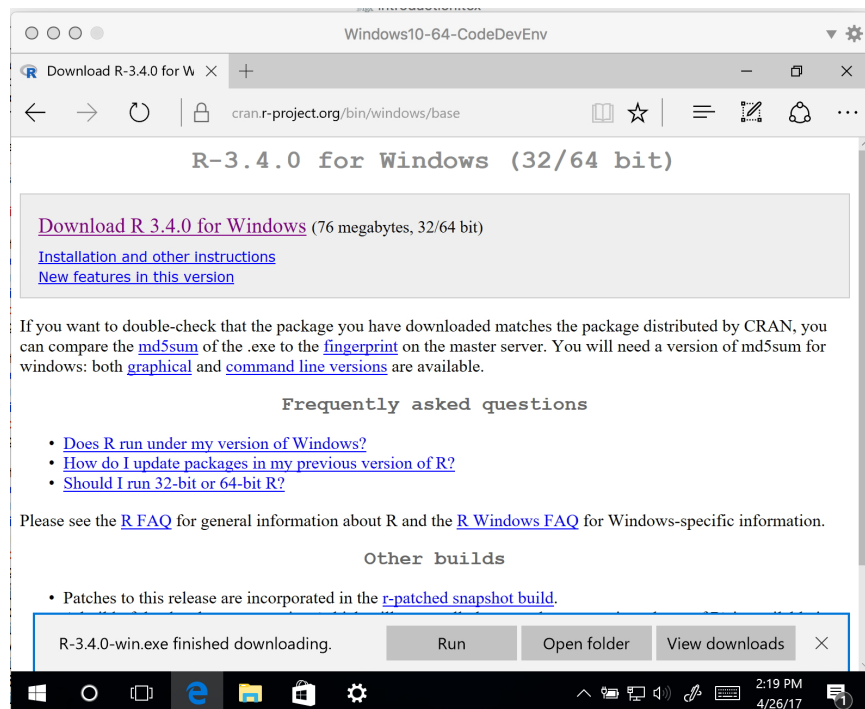 Windows10-64-CodeDevEnv
Download R-3.4.0 for W
cran.r-project.org/bin/windows/base
R-3.4.0 for Windows (32/64 bit)
Download R 3.4.0 for Windows (76 megabytes, 32/64 bit)
Installation and other instructions
New features in this version
If you want to double-check that the package you have downloaded matches the package distributed by CRAN, you
can compare the md5sum of the .exe to the fingerprint on the master server. You will need a version of md5sum for
windows: both graphical and command line versions are available.
Frequently asked questions
• Does R run under my version of Windows?
• How do I update packages in my previous version of R?
• Should I run 32-bit or 64-bit R?
Please see the R FAQ for general information about R and the R Windows FAQ for Windows-specific information.
Other builds
• Patches to this release are incorporated in the r-patched snapshot build.
R-3.4.0-win.exe finished downloading.
Run
Open folder
View downloads
2:19 PM
4/26/17
1